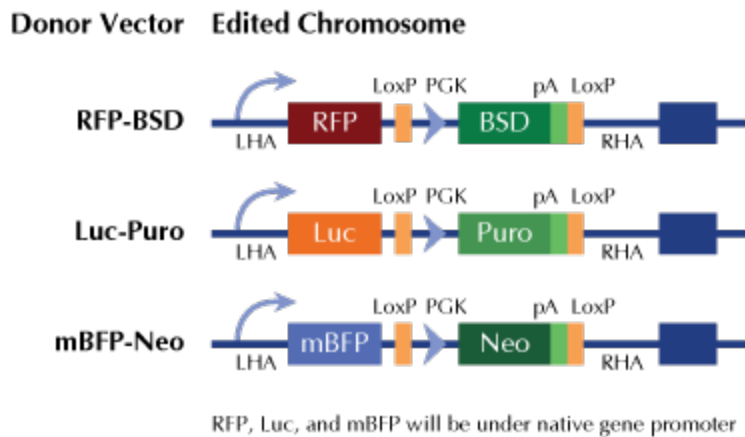 Donor Vector Edited Chromosome
LoxP PGK pA LoxP
RFP-BSD RFP BSD
LHA RHA
LoxP PGK pA LoxP
Luc-Puro Luc Puro
LHA RHA
LoxP PGK pA LoxP
mBFP-Neo mBFP Neo
LHA RHA
RFP, Luc, and mBFP will be under native gene promoter